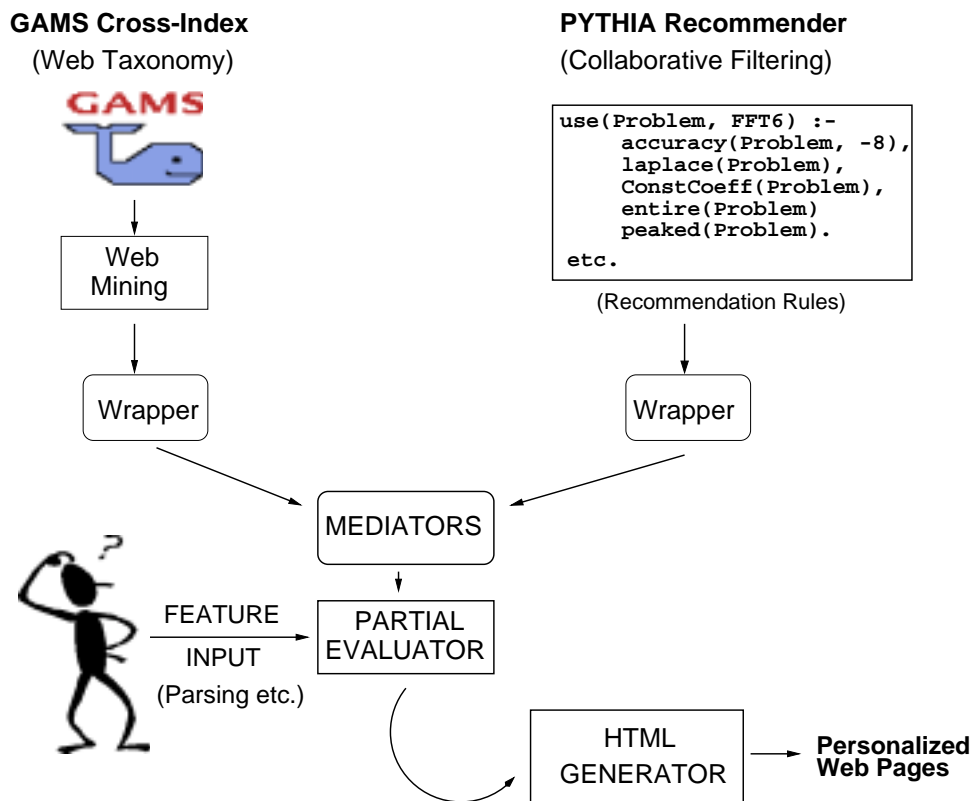 GAMS Cross-Index
(Web Taxonomy)
GAMS
Web
Mining
Wrapper
PYTHIA Recommender
(Collaborative Filtering)
use(Problem, FFT6) :-
accuracy(Problem, -8),
laplace(Problem),
ConstCoeff(Problem),
entire(Problem)
peaked(Problem).
etc.
(Recommendation Rules)
Wrapper
MEDIATORS
?
FEATURE
INPUT
(Parsing etc.)
PARTIAL
EVALUATOR
HTML
GENERATOR
Personalized
Web Pages